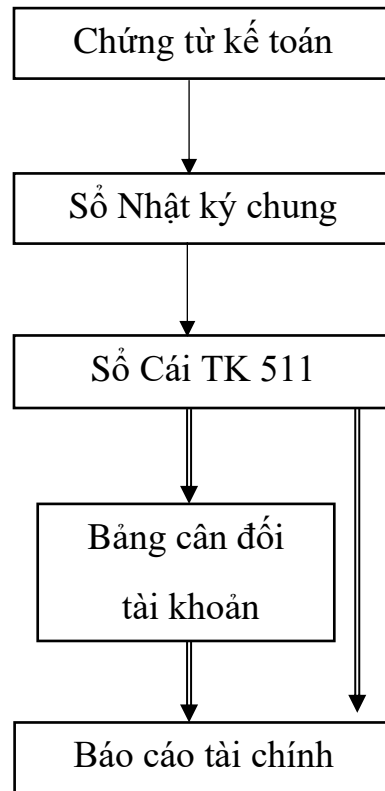 Chứng từ kế toán
Sổ Nhật ký chung
Sổ Cái TK 511
Bảng cân đối
tài khoản
Báo cáo tài chính